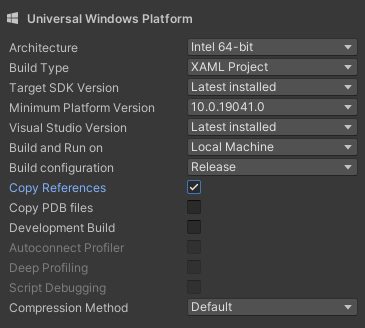 Universal Windows Platform
Architecture Intel 64-bit
Build Type XAML Project
Target SDK Version Latest installed
Minimum Platform Version 10.0.19041.0
Visual Studio Version Latest installed
Build and Run on Local Machine
Build configuration Release
Copy References
Copy PDB files
Development Build
Autoconnect Profiler
Deep Profiling
Script Debugging
Compression Method Default